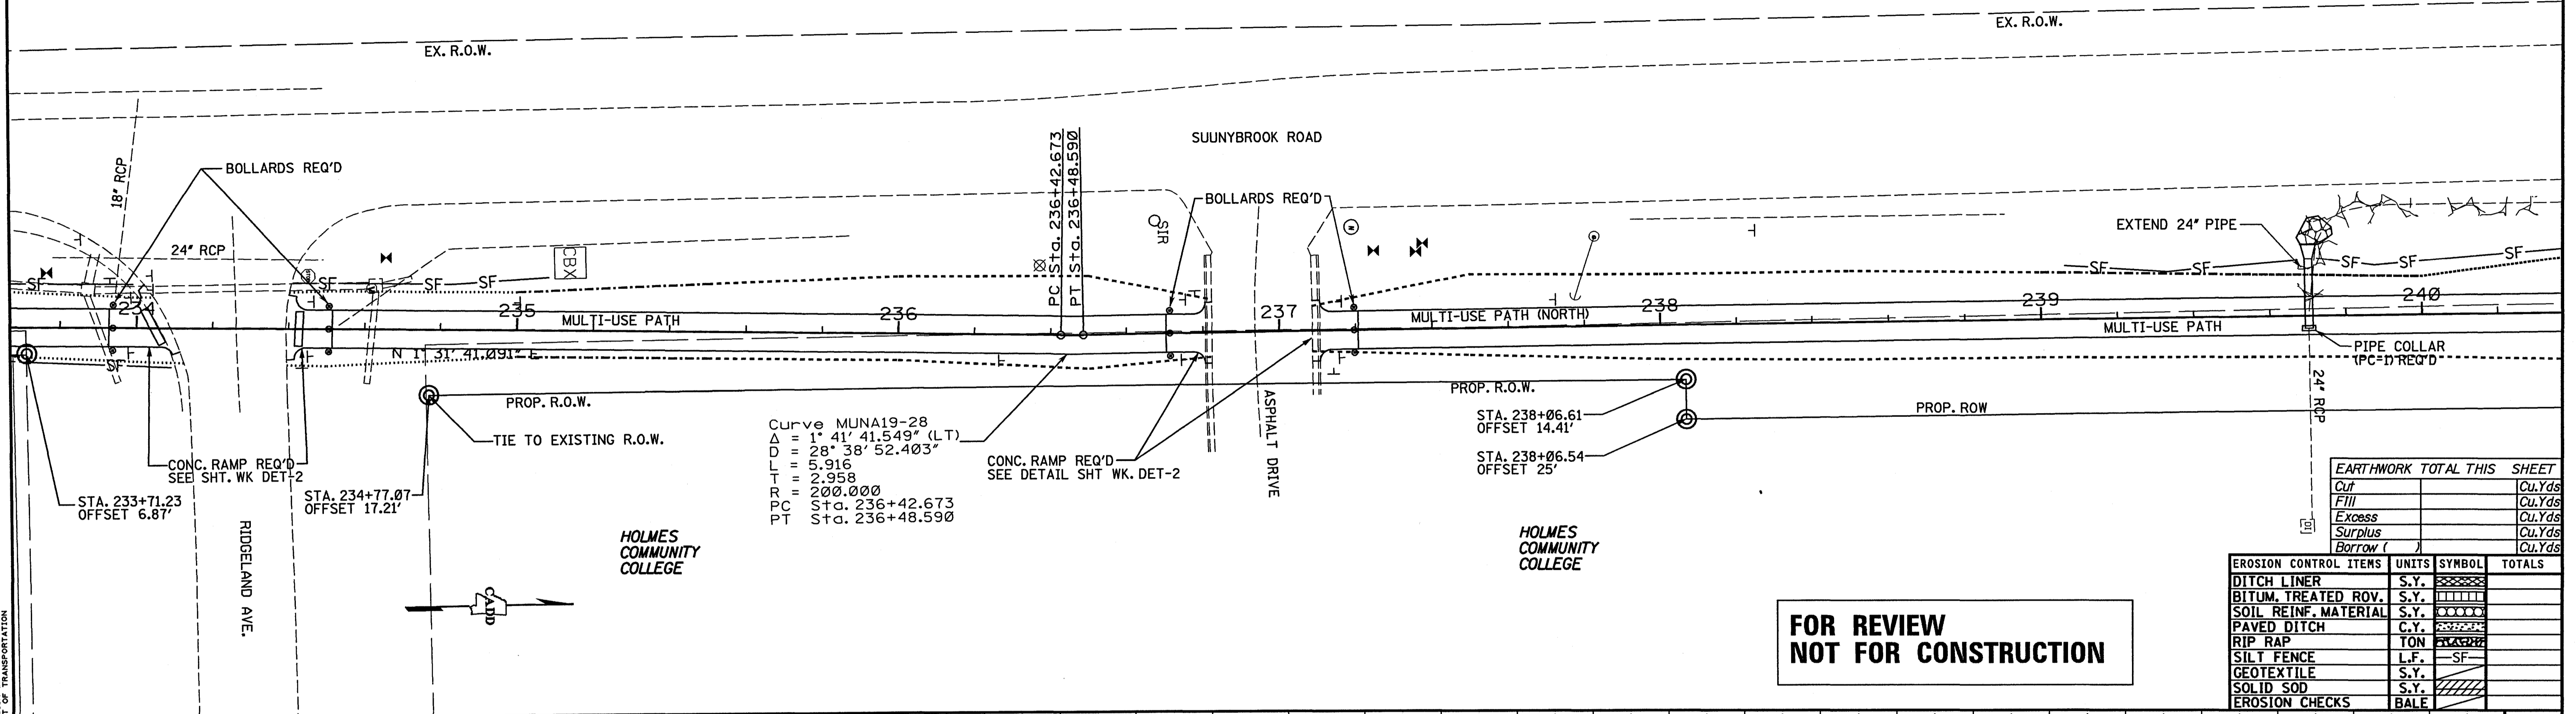 EX. R.O.W.
EX. R.O.W.
18" RCP
BOLLARDS REQ'D
24" RCP
PC Sta. 236+42.673
PT Sta. 236+48.590
SUUNYBROOK ROAD
BOLLARDS REQ'D
SIR
CBX
EXTEND 24" PIPE
SF
SF
SF
SF
SF
SF
SF
SF
SF
SF
234
235
236
237
238
239
240
MULTI-USE PATH
MULTI-USE PATH (NORTH)
MULTI-USE PATH
N 1° 31' 41.091" E
PIPE COLLAR
(PC-1) REQ'D
24" RCP
PROP. R.O.W.
PROP. R.O.W.
PROP. ROW
TIE TO EXISTING R.O.W.
STA. 238+06.61
OFFSET 14.41'
STA. 238+06.54
OFFSET 25'
CONC. RAMP REQ'D
SEE SHT. WK DET-2
STA. 233+71.23
OFFSET 6.87'
STA. 234+77.07
OFFSET 17.21'
Curve MUNA19-28
Δ = 1° 41' 41.549" (LT)
D = 28° 38' 52.403"
L = 5.916
T = 2.958
R = 200.000
PC Sta. 236+42.673
PT Sta. 236+48.590
CONC. RAMP REQ'D
SEE DETAIL SHT WK. DET-2
ASPHALT DRIVE
RIDGELAND AVE.
HOLMES
COMMUNITY
COLLEGE
HOLMES
COMMUNITY
COLLEGE
CADD
FOR REVIEW
NOT FOR CONSTRUCTION
EARTHWORK TOTAL THIS SHEET
Cut Cu.Yds
Fill Cu.Yds
Excess Cu.Yds
Surplus Cu.Yds
Borrow ( ) Cu.Yds
EROSION CONTROL ITEMS UNITS SYMBOL TOTALS
DITCH LINER S.Y.
BITUM. TREATED ROV. S.Y.
SOIL REINF. MATERIAL S.Y.
PAVED DITCH C.Y.
RIP RAP TON
SILT FENCE L.F. SF
GEOTEXTILE S.Y.
SOLID SOD S.Y.
EROSION CHECKS BALE
OF TRANSPORTATION